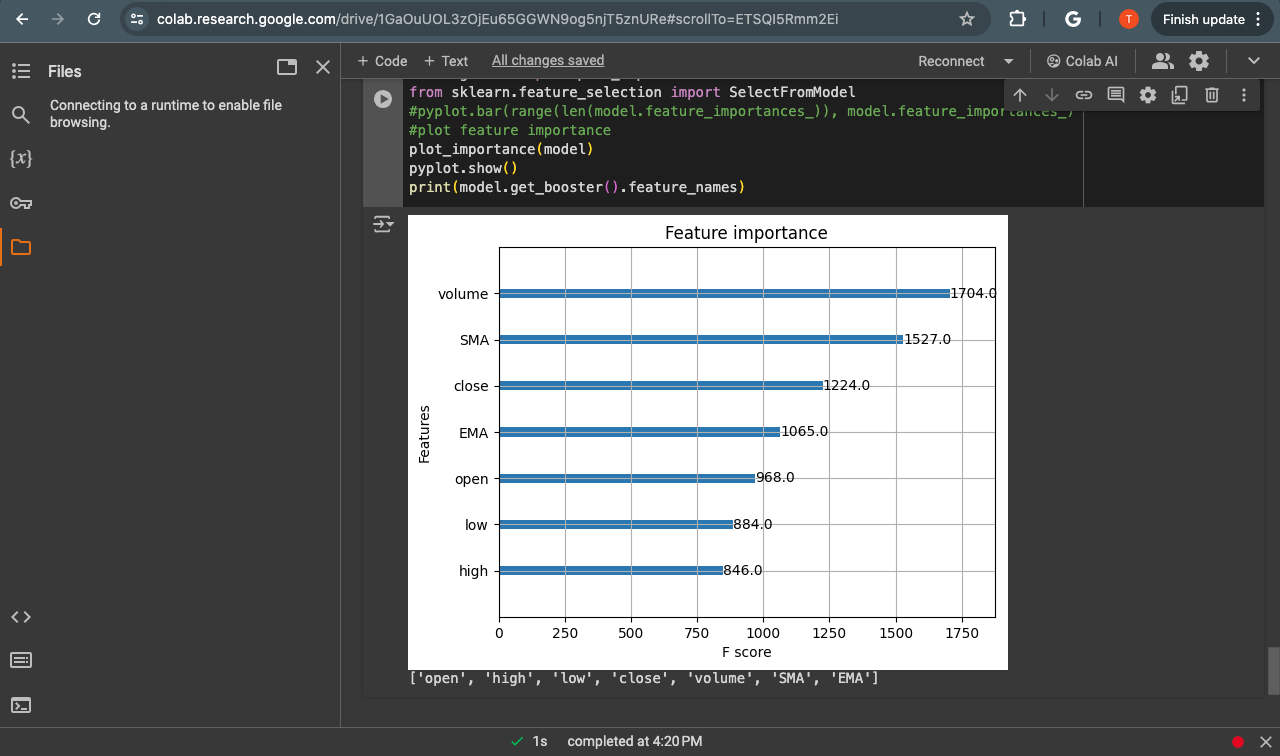 colab.research.google.com/drive/1GaOuUOL3zOjEu65GGWN9og5njT5znURe#scrollTo=ETSQI5Rmm2Ei
T
Finish update
Files
+ Code + Text All changes saved
Reconnect
Colab AI
Connecting to a runtime to enable file
browsing.
{x}
from sklearn.feature_selection import SelectFromModel
#pyplot.bar(range(len(model.feature_importances_)), model.feature_importances_)
#plot feature importance
plot_importance(model)
pyplot.show()
print(model.get_booster().feature_names)
Feature importance
volume 1704.0
SMA 1527.0
close 1224.0
EMA 1065.0
open 968.0
low 884.0
high 846.0
Features
0 250 500 750 1000 1250 1500 1750
F score
['open', 'high', 'low', 'close', 'volume', 'SMA', 'EMA']
1s completed at 4:20 PM